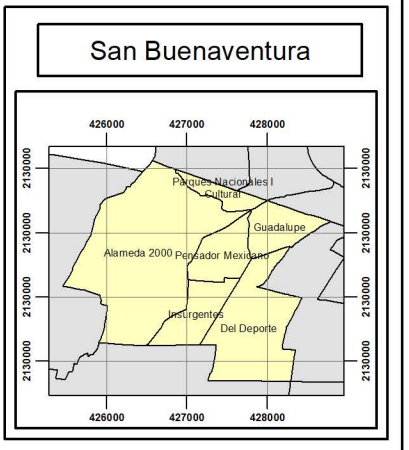 San Buenaventura
426000 427000 428000
Parques Nacionales I
Cultural
Guadalupe
Alameda 2000 Pensador Mexicano
Insurgentes
Del Deporte
2130000
2130000
2130000
2130000
2130000
2130000
2130000
2130000
426000 427000 428000